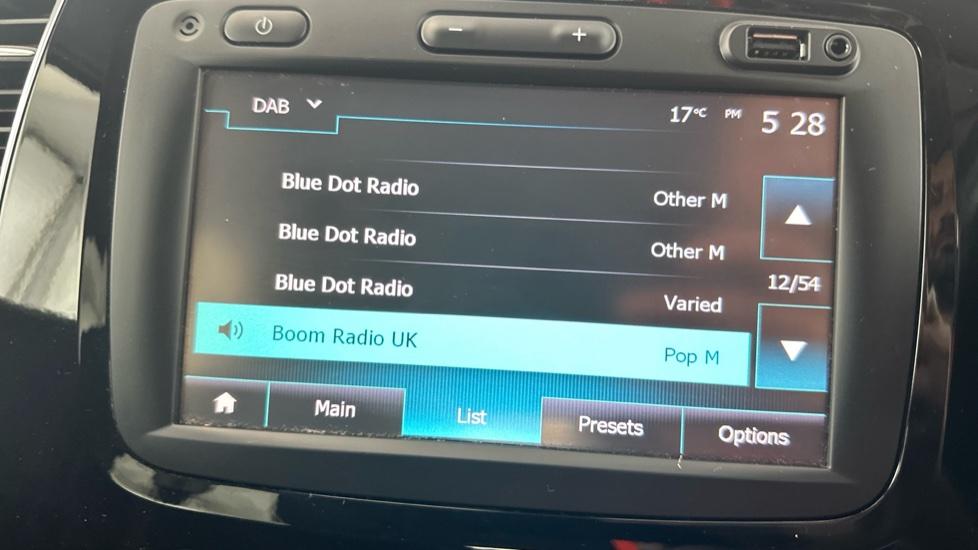 DAB
17°C PM 5 28
Blue Dot Radio Other M
Blue Dot Radio Other M
Blue Dot Radio Varied
12/54
Boom Radio UK Pop M
Main List Presets Options